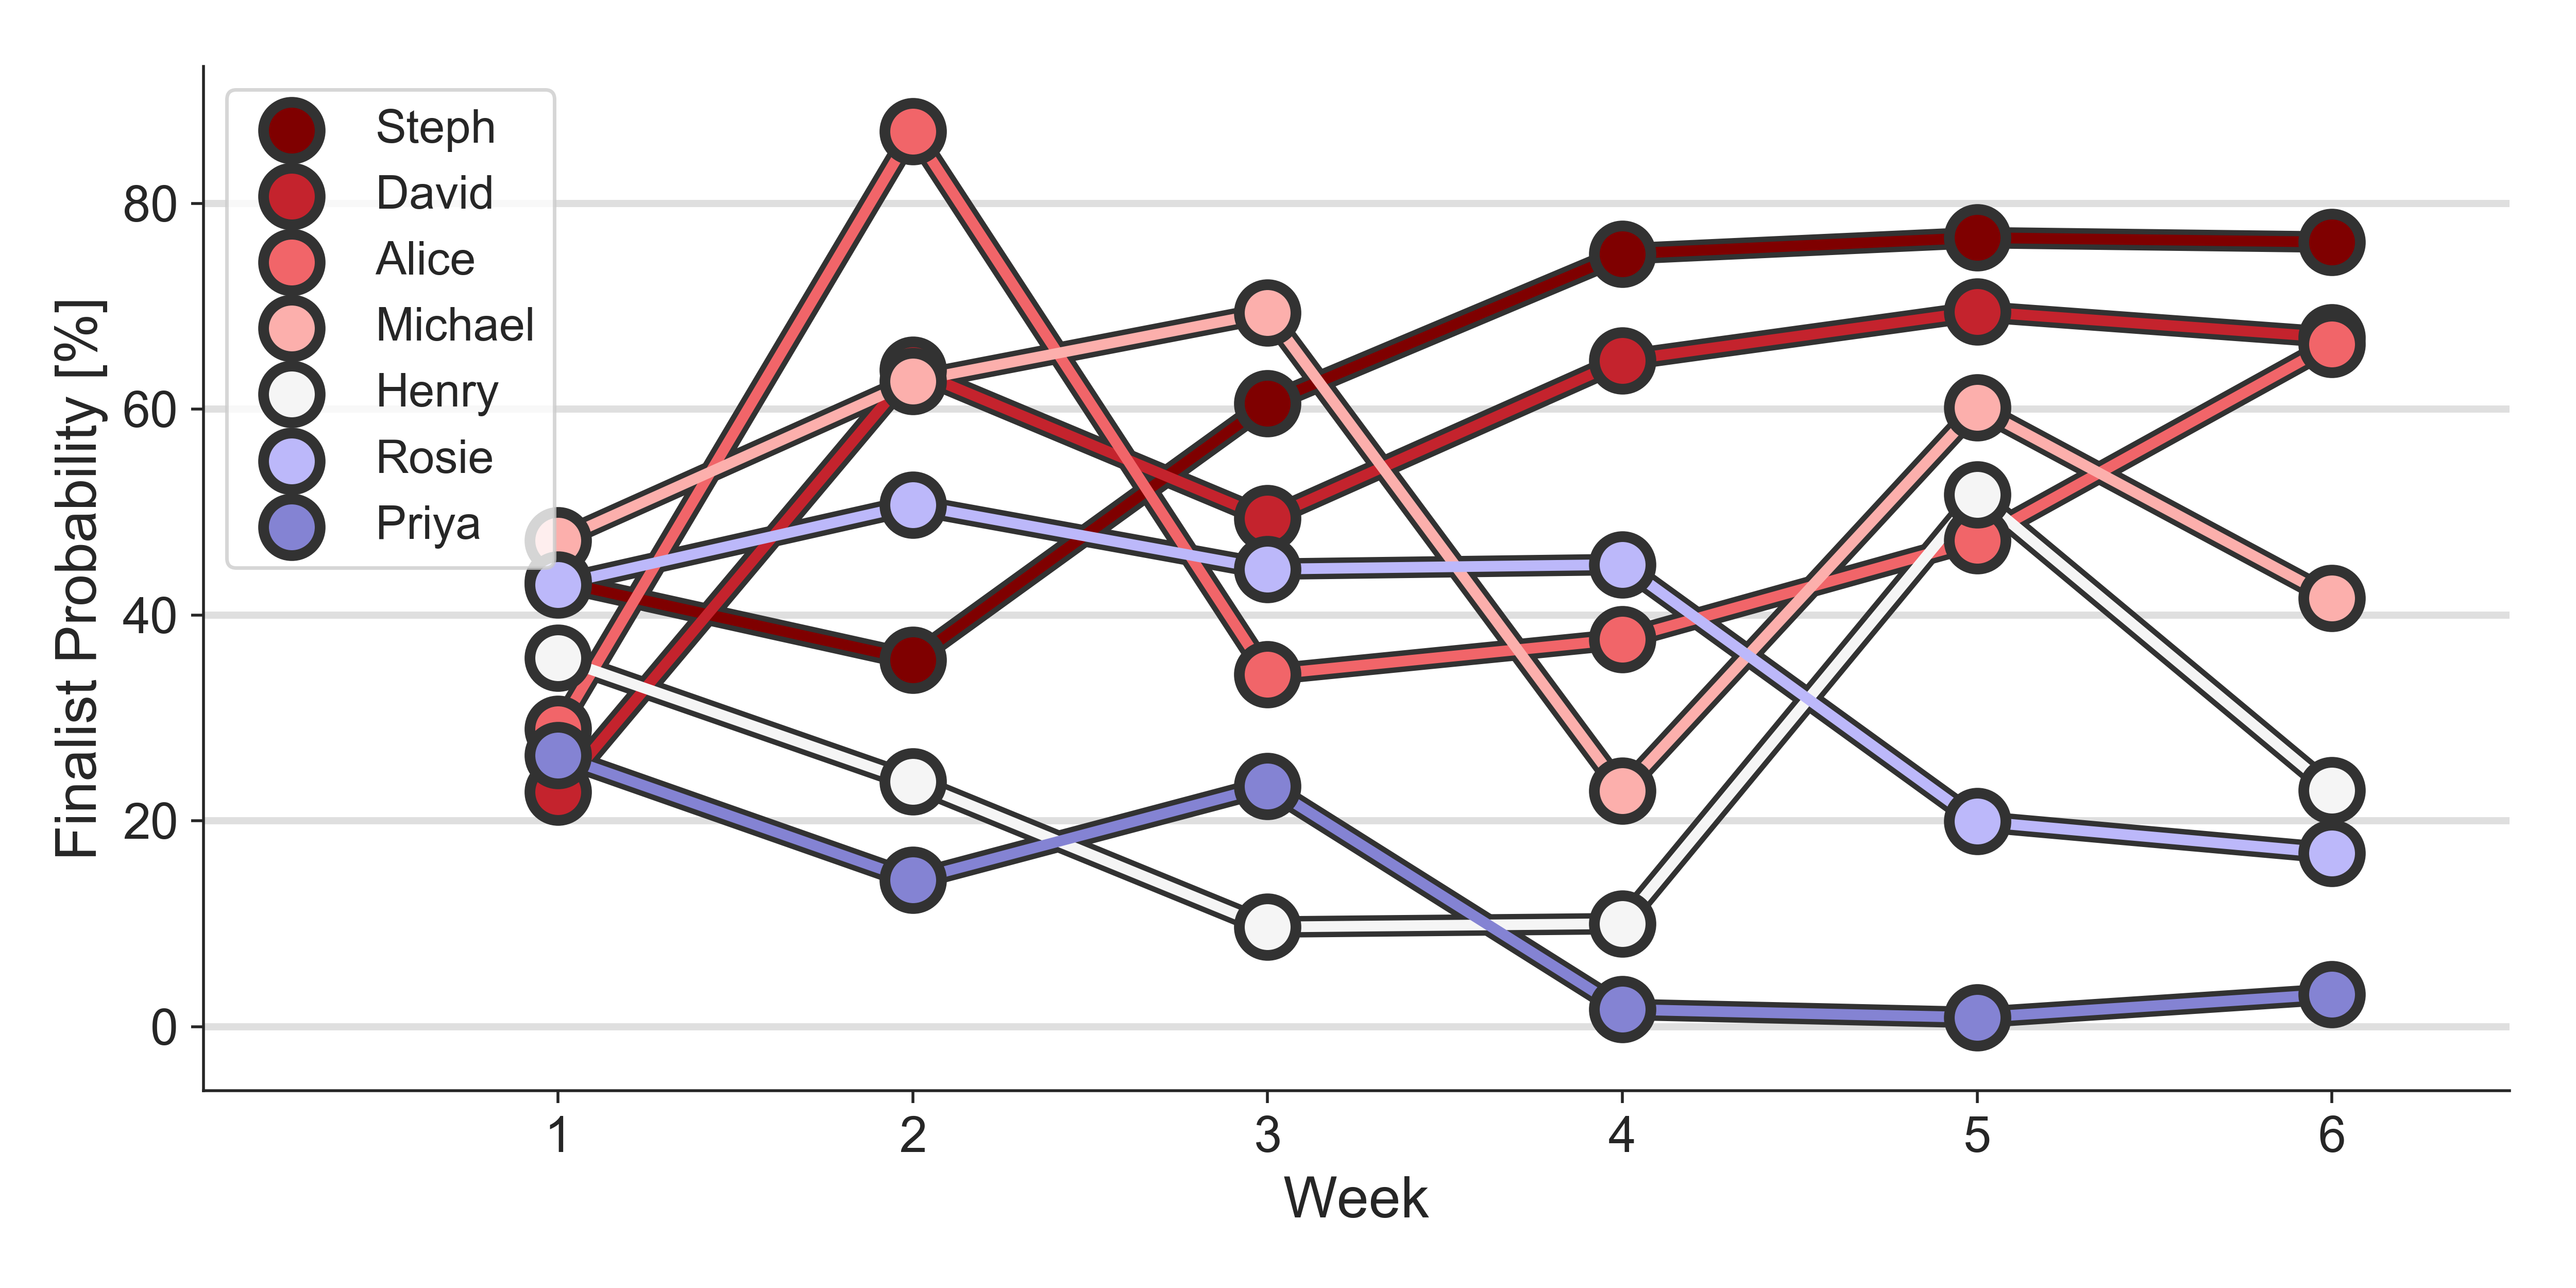 Steph
David
Alice
Michael
Henry
Rosie
Priya
80
60
40
20
0
Finalist Probability [%]
1 2 3 4 5 6
Week